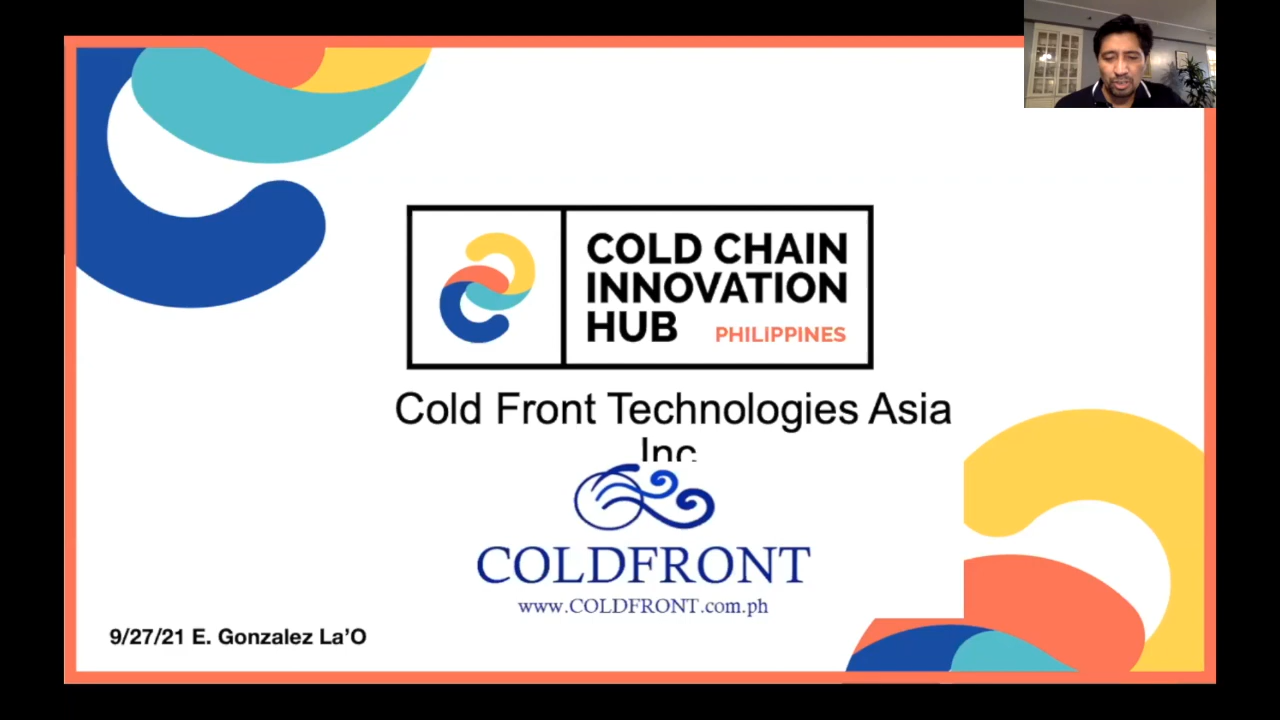 COLD CHAIN
INNOVATION
HUB PHILIPPINES
Cold Front Technologies Asia
Inc
COLDFRONT
www.COLDFRONT.com.ph
9/27/21 E. Gonzalez La’O